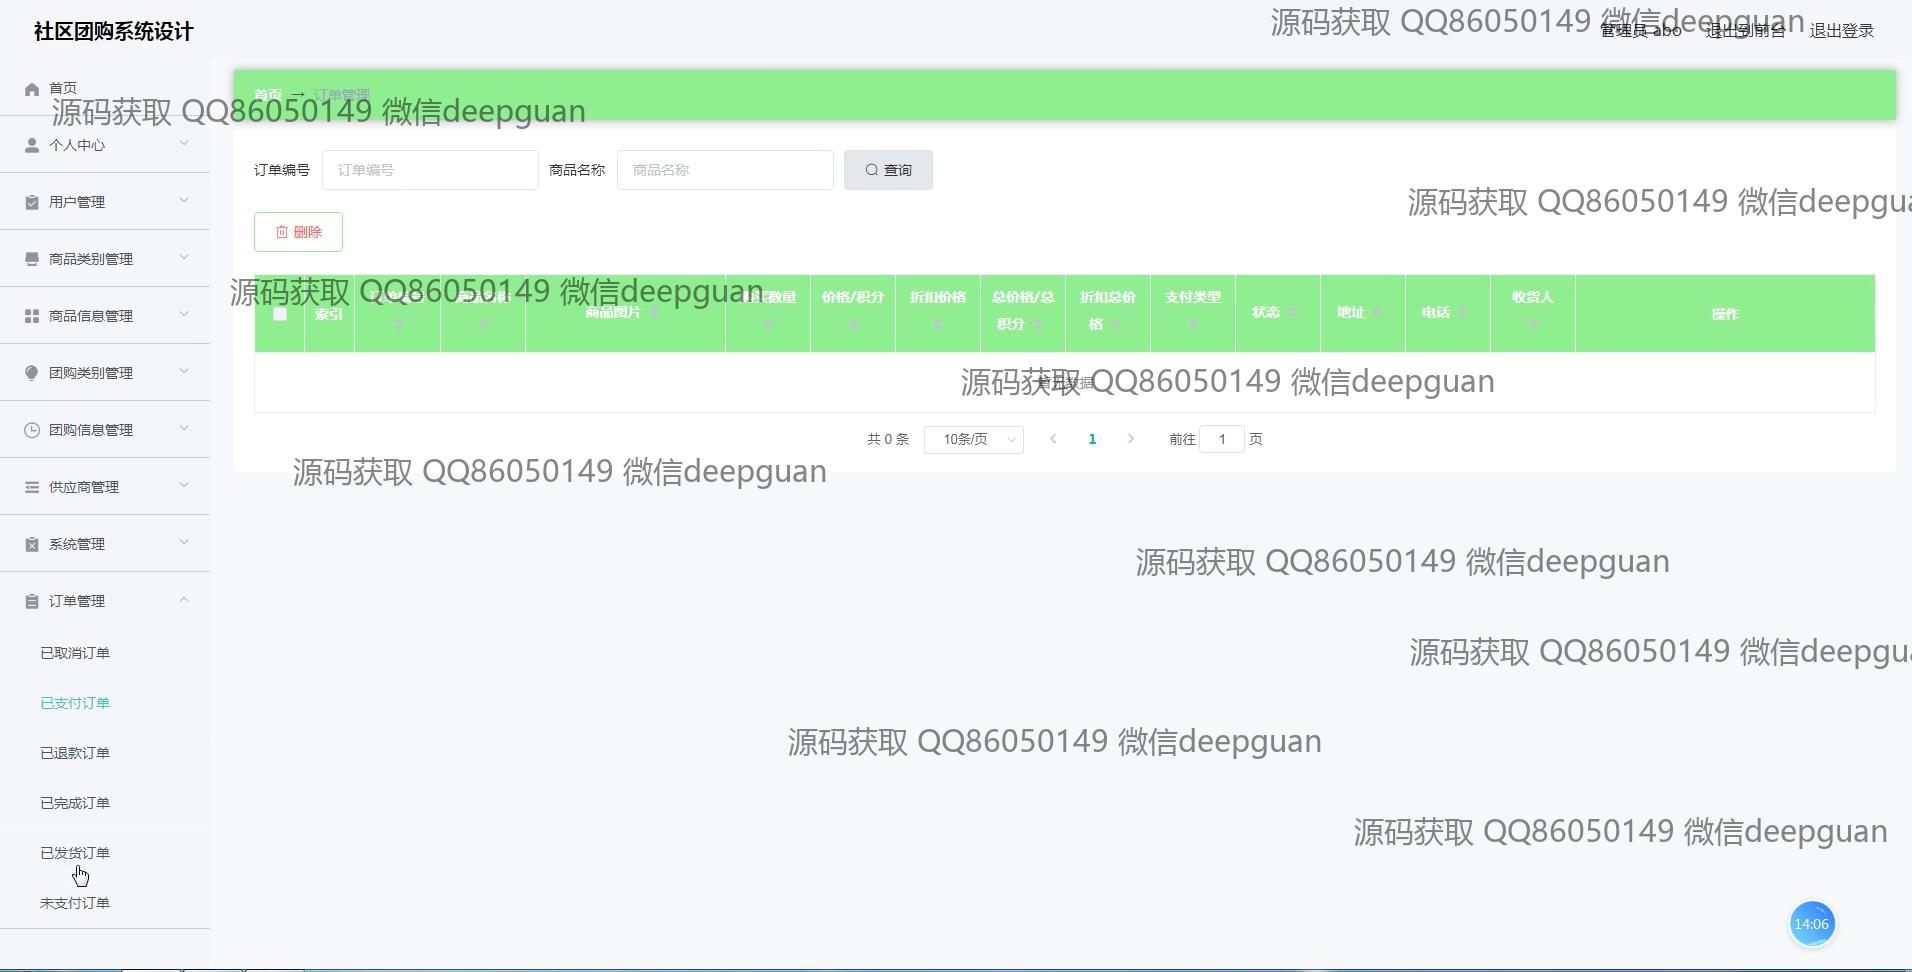 社区团购系统设计
源码获取 QQ86050149 微信deepguan
管理员 abo 退出到前台 退出登录
首页
个人中心
用户管理
商品类别管理
商品信息管理
团购类别管理
团购信息管理
供应商管理
系统管理
订单管理
已取消订单
已支付订单
已退款订单
已完成订单
已发货订单
未支付订单
首页 → 订单管理
源码获取 QQ86050149 微信deepguan
订单编号 订单编号 商品名称 商品名称 查询
源码获取 QQ86050149 微信deepgua
删除
源码获取 QQ86050149 微信deepguan
索引 商品图片 数量 价格/积分 折扣价格 总价格/总积分 折扣总价格 支付类型 状态 地址 电话 收货人 操作
暂无数据
源码获取 QQ86050149 微信deepguan
共 0 条 10条/页 1 前往 1 页
源码获取 QQ86050149 微信deepguan
源码获取 QQ86050149 微信deepguan
源码获取 QQ86050149 微信deepgua
源码获取 QQ86050149 微信deepguan
源码获取 QQ86050149 微信deepguan
14:06